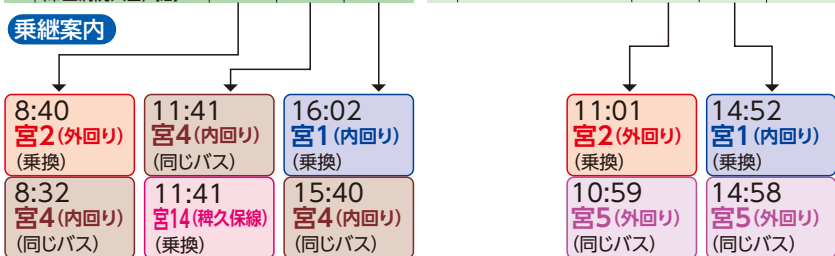 乗継案内
8:40
宮2(外回り)
(乗換)
11:41
宮4(内回り)
(同じバス)
16:02
宮1(内回り)
(乗換)
11:01
宮2(外回り)
(乗換)
14:52
宮1(内回り)
(乗換)
8:32
宮4(内回り)
(同じバス)
11:41
宮14(稗久保線)
(乗換)
15:40
宮4(内回り)
(同じバス)
10:59
宮5(外回り)
(同じバス)
14:58
宮5(外回り)
(同じバス)